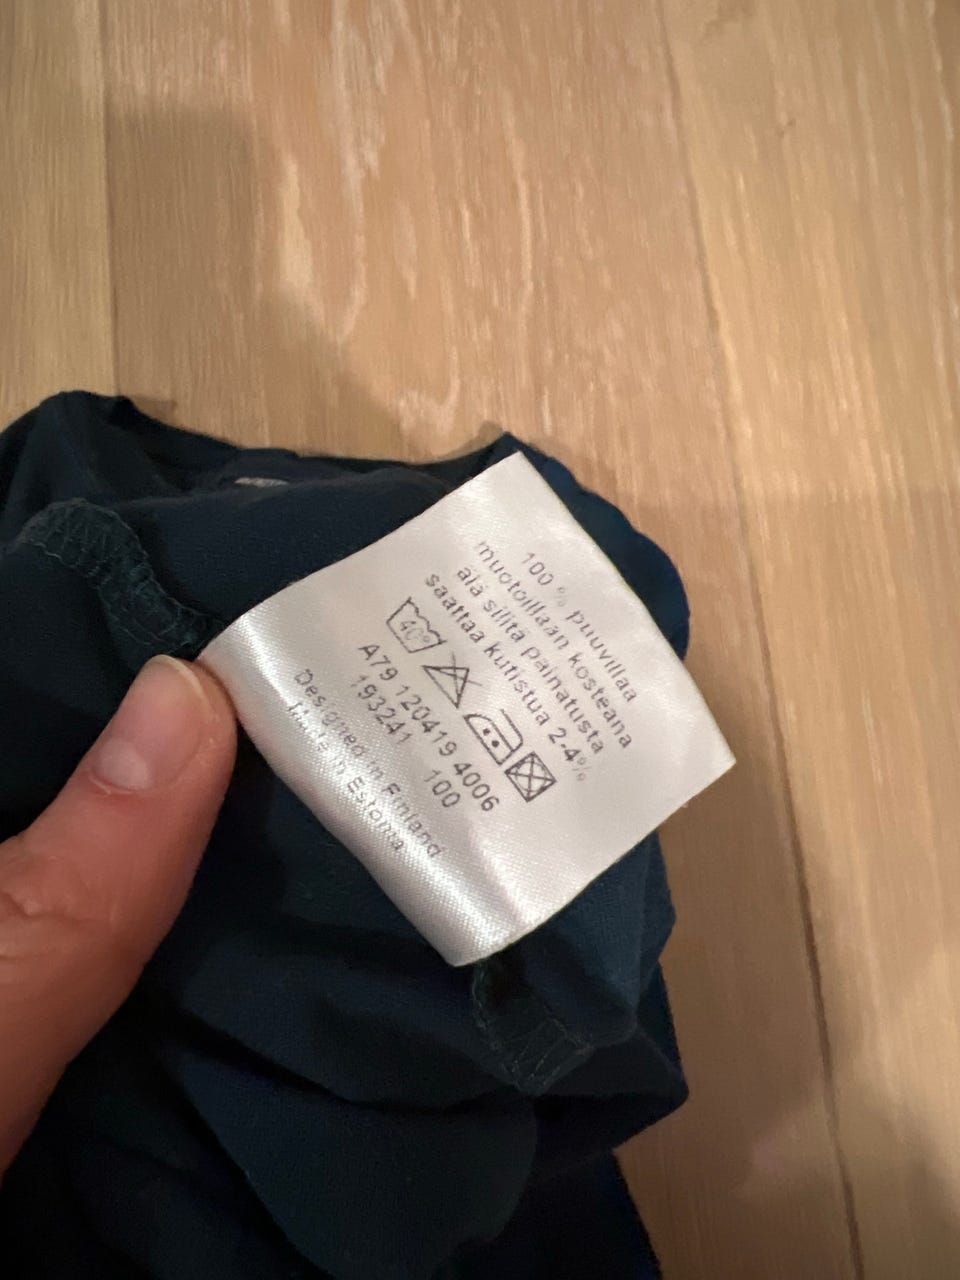 100 % puuvillaa
muotoillaan kosteana
älä silitä painatusta
saattaa kutistua 2-4%
40°
A79 120419 4006
193241 100
Designed in Finland
Made in Estonia